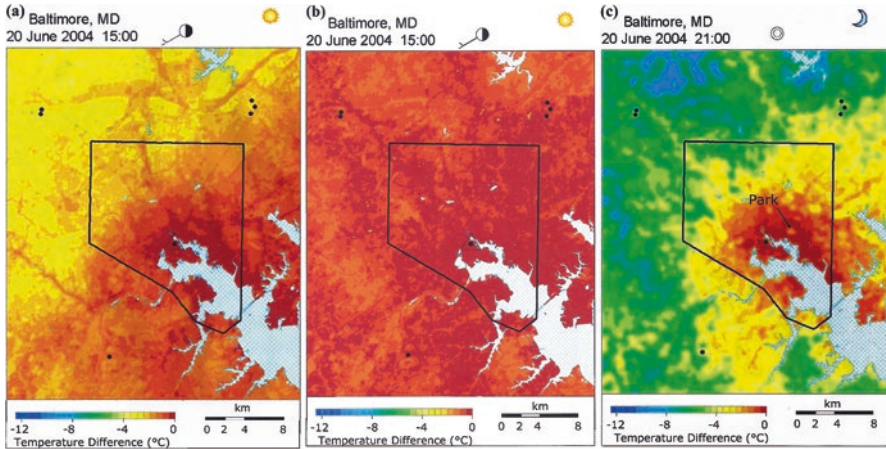 (a)
Baltimore, MD
20 June 2004 15:00
-12 -8 -4 0
Temperature Difference (°C)
km
0 2 4 8
(b)
Baltimore, MD
20 June 2004 15:00
-12 -8 -4 0
Temperature Difference (°C)
km
0 2 4 8
(c)
Baltimore, MD
20 June 2004 21:00
Park
-12 -8 -4 0
Temperature Difference (°C)
km
0 2 4 8